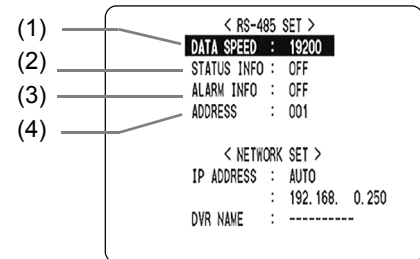 < RS-485 SET >
(1) DATA SPEED : 19200
(2) STATUS INFO : OFF
(3) ALARM INFO : OFF
(4) ADDRESS : 001
< NETWORK SET >
IP ADDRESS : AUTO
: 192.168. 0.250
DVR NAME : ----------